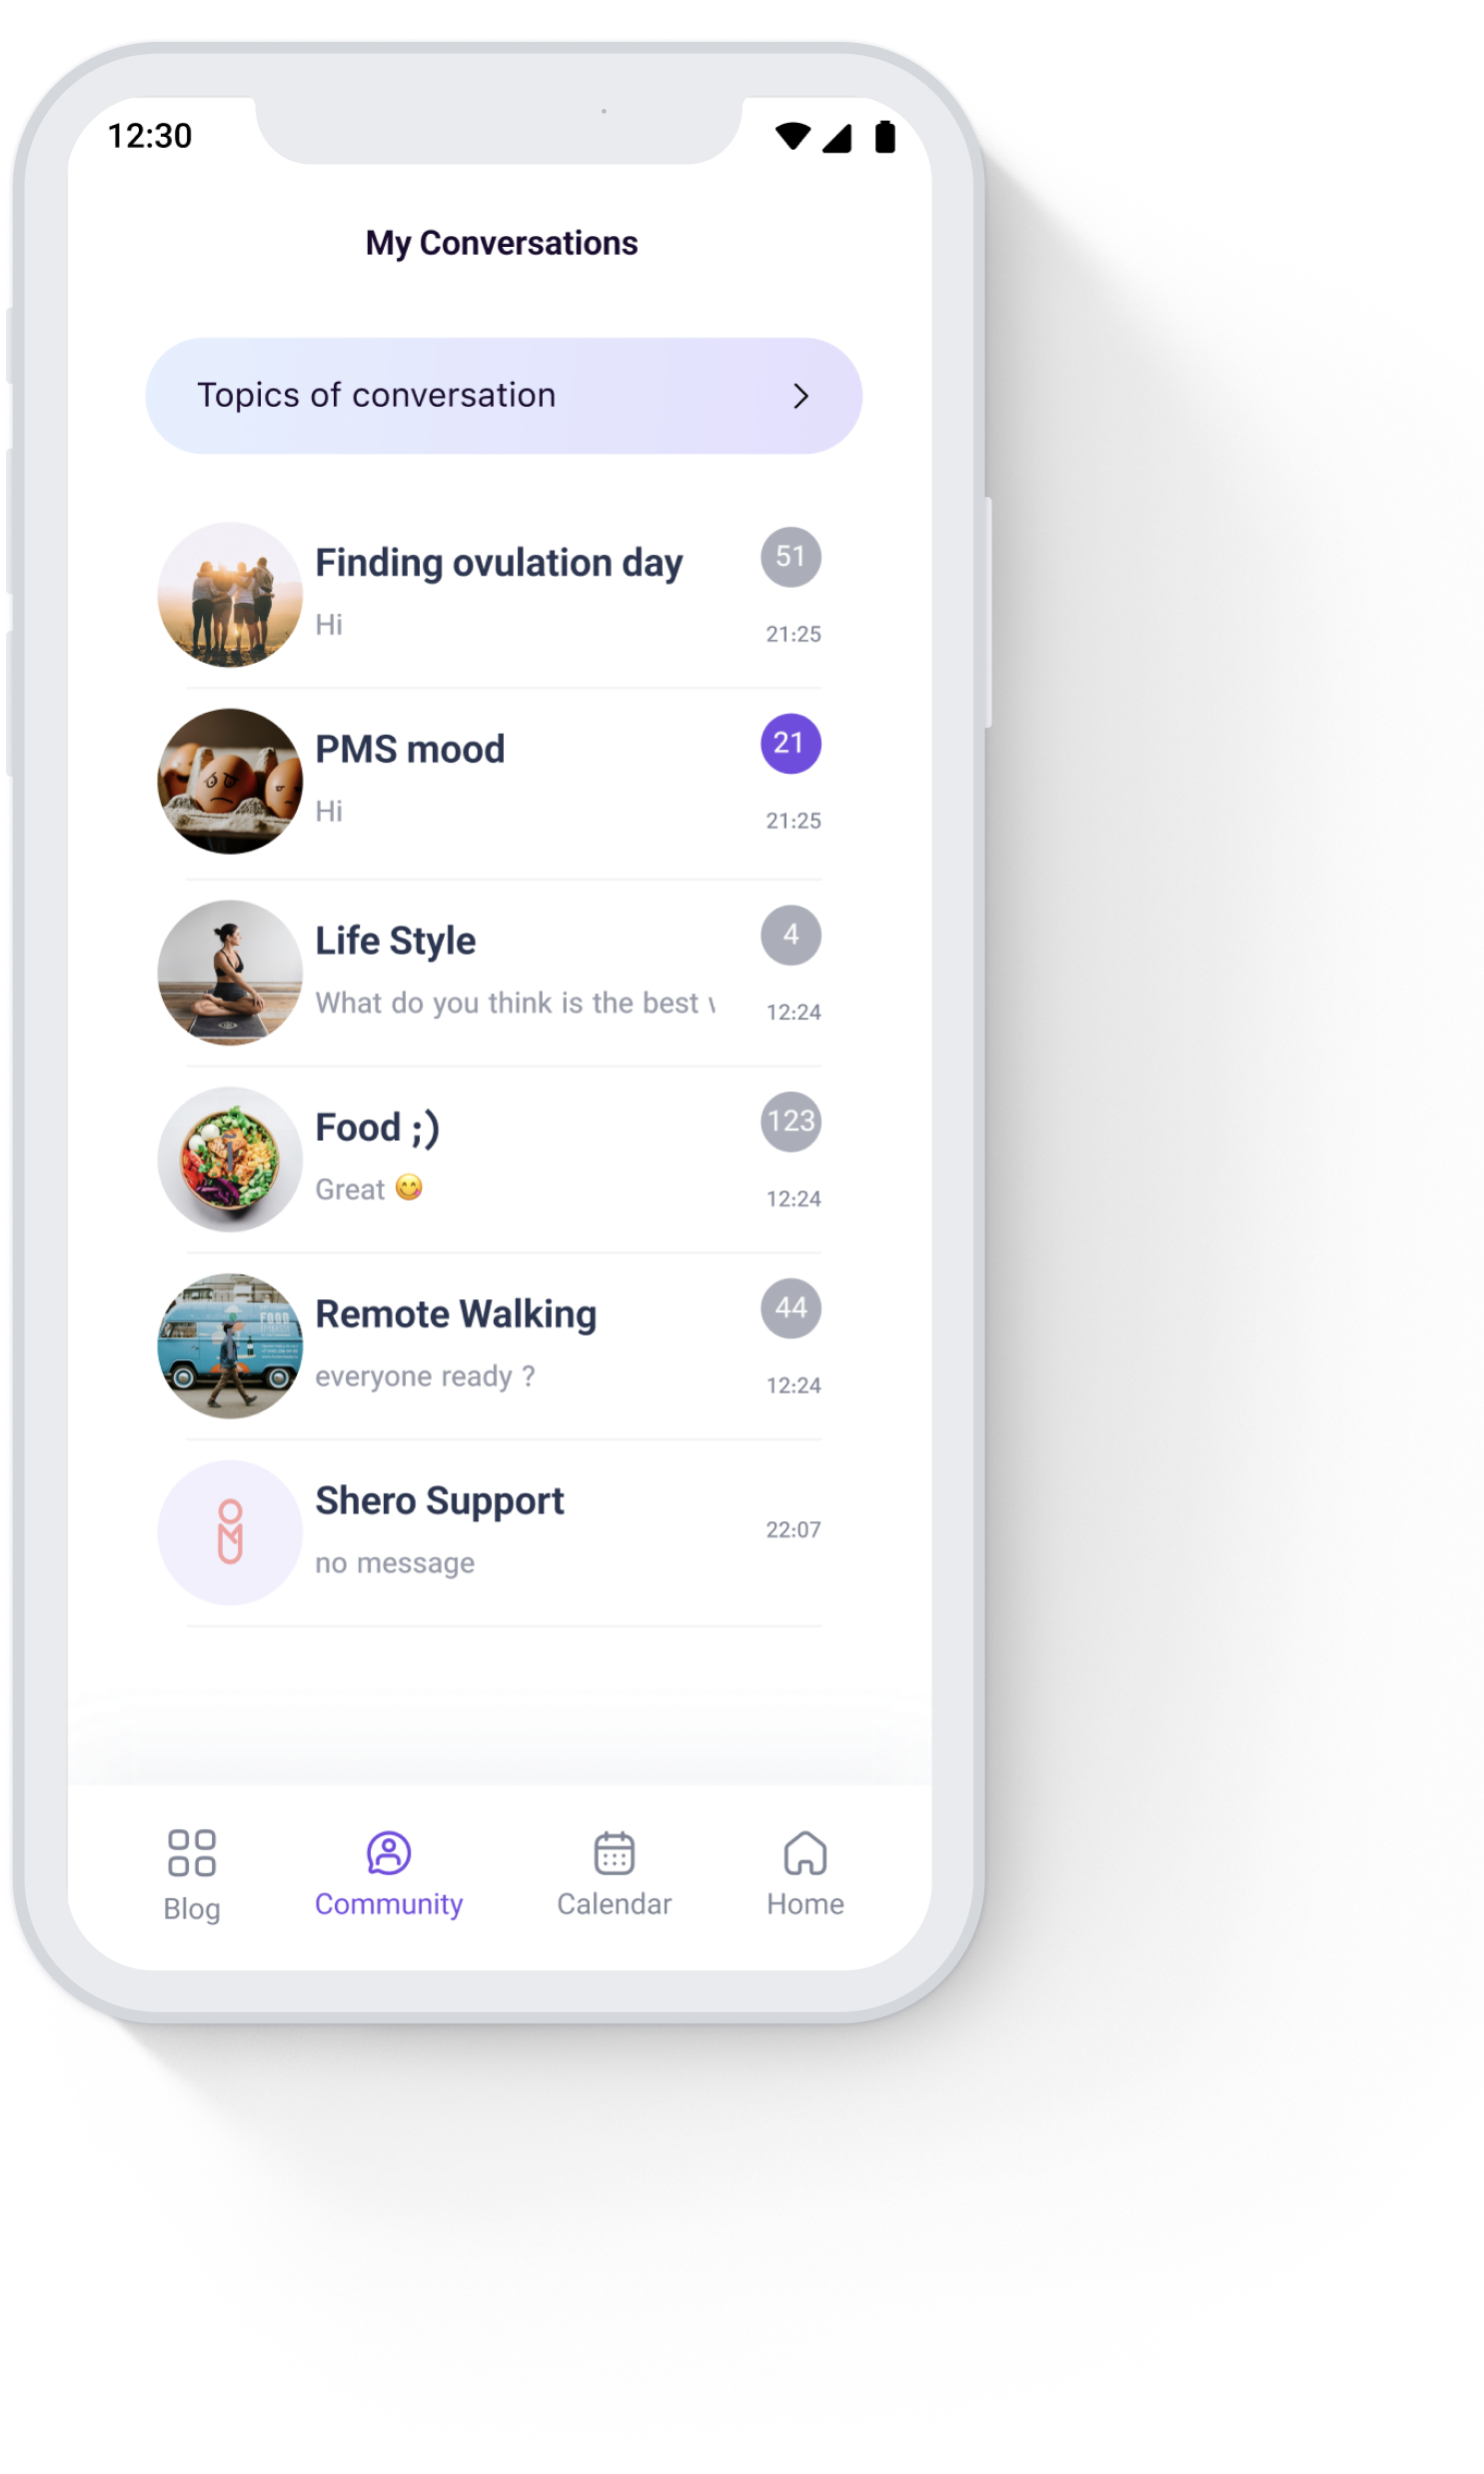 12:30
My Conversations
Topics of conversation
Finding ovulation day
51
Hi
21:25
PMS mood
21
Hi
21:25
Life Style
4
What do you think is the best
12:24
Food ;)
123
Great 😋
12:24
Remote Walking
44
everyone ready ?
12:24
FOOD
Shero Support
22:07
no message
Blog
Community
Calendar
Home